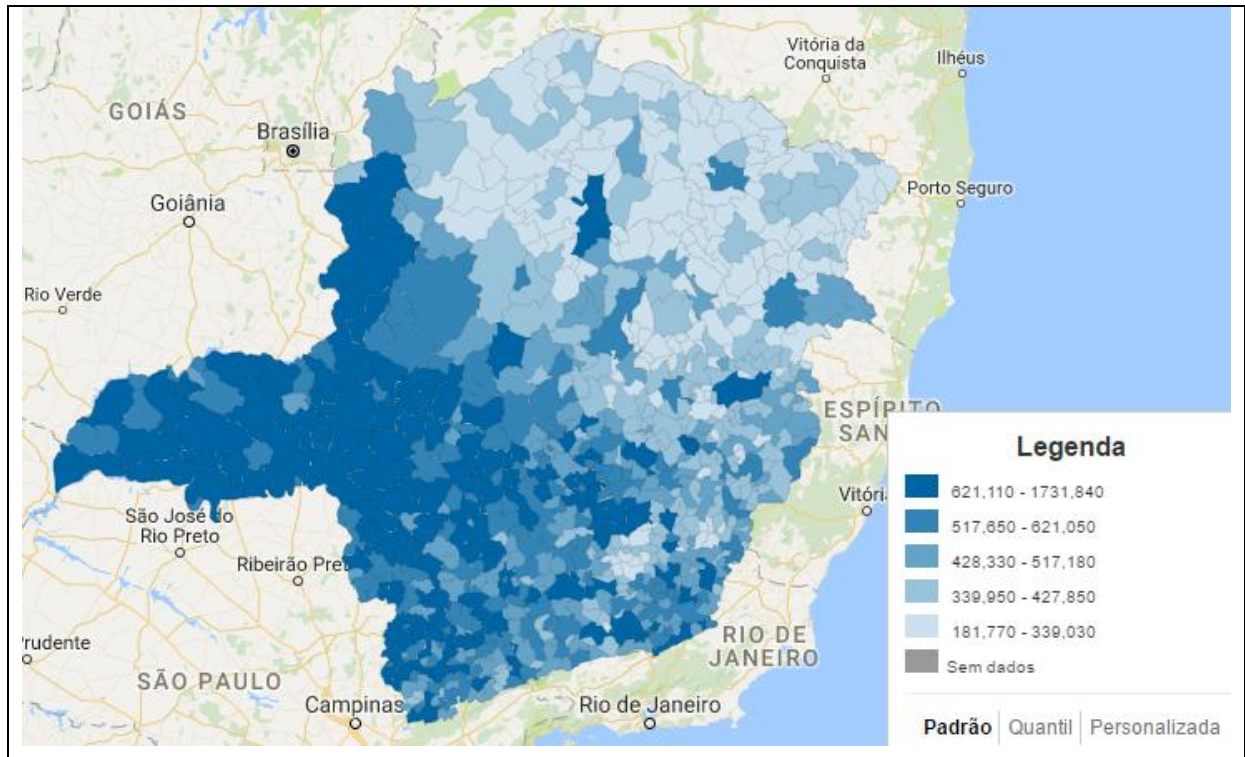 Vitória da
Conquista
Ilhéus
GOIÁS
Brasília
Porto Seguro
Goiânia
Rio Verde
ESPÍRITO
SAN
Legenda
621,110 - 1731,840
Vitóri
517,650 - 621,050
São José do
Rio Preto
428,330 - 517,180
Ribeirão Pret
339,950 - 427,850
181,770 - 339,030
rudente
RIO DE
JANEIRO
Sem dados
SÃO PAULO
Campinas
Rio de Janeiro
Padrão Quantil Personalizada